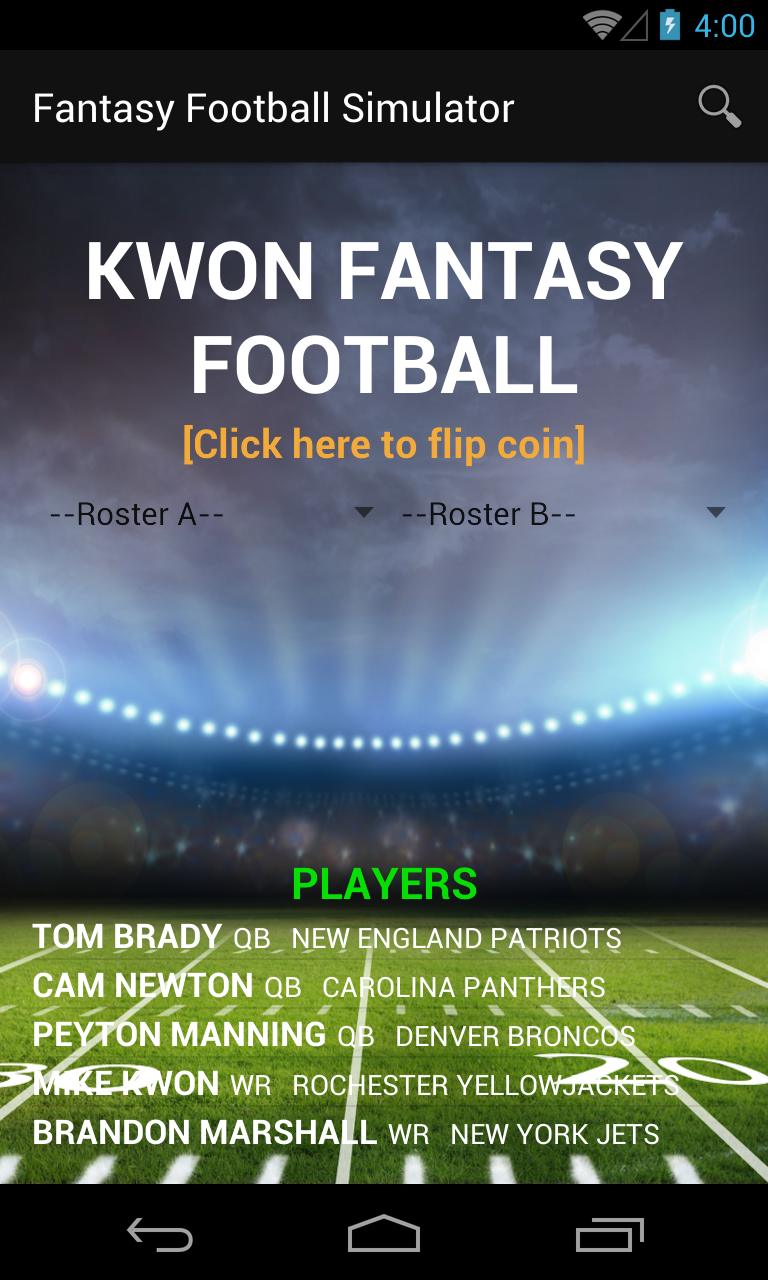 4:00
Fantasy Football Simulator
KWON FANTASY
FOOTBALL
[Click here to flip coin]
--Roster A-- --Roster B--
PLAYERS
TOM BRADY QB NEW ENGLAND PATRIOTS
CAM NEWTON QB CAROLINA PANTHERS
PEYTON MANNING QB DENVER BRONCOS
MIKE KWON WR ROCHESTER YELLOWJACKETS
BRANDON MARSHALL WR NEW YORK JETS
30 20